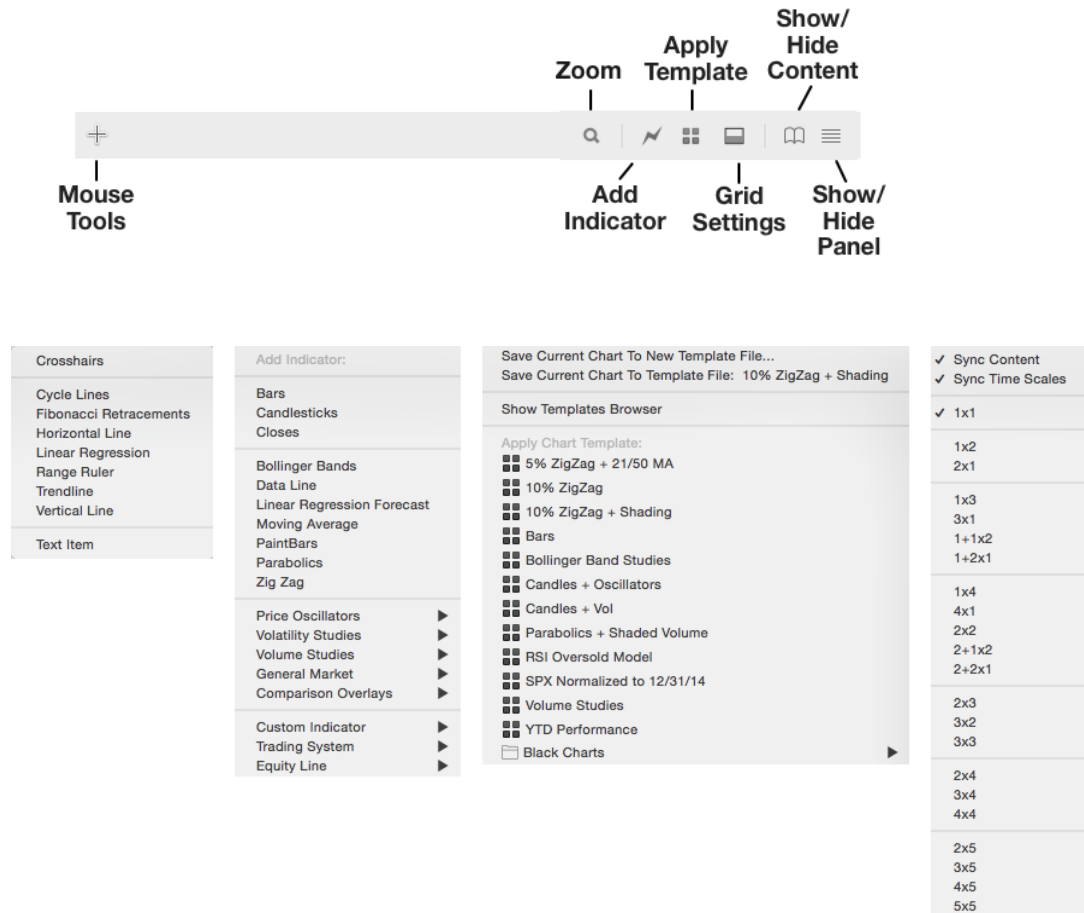 Show/
Hide
Content
Apply
Template
Zoom
Mouse
Tools
Add
Indicator
Grid
Settings
Show/
Hide
Panel
Crosshairs
Cycle Lines
Fibonacci Retracements
Horizontal Line
Linear Regression
Range Ruler
Trendline
Vertical Line
Text Item
Add Indicator:
Bars
Candlesticks
Closes
Bollinger Bands
Data Line
Linear Regression Forecast
Moving Average
PaintBars
Parabolics
Zig Zag
Price Oscillators
Volatility Studies
Volume Studies
General Market
Comparison Overlays
Custom Indicator
Trading System
Equity Line
Save Current Chart To New Template File...
Save Current Chart To Template File: 10% ZigZag + Shading
Show Templates Browser
Apply Chart Template:
5% ZigZag + 21/50 MA
10% ZigZag
10% ZigZag + Shading
Bars
Bollinger Band Studies
Candles + Oscillators
Candles + Vol
Parabolics + Shaded Volume
RSI Oversold Model
SPX Normalized to 12/31/14
Volume Studies
YTD Performance
Black Charts
Sync Content
Sync Time Scales
1x1
1x2
2x1
1x3
3x1
1+1x2
1+2x1
1x4
4x1
2x2
2+1x2
2+2x1
2x3
3x2
3x3
2x4
3x4
4x4
2x5
3x5
4x5
5x5